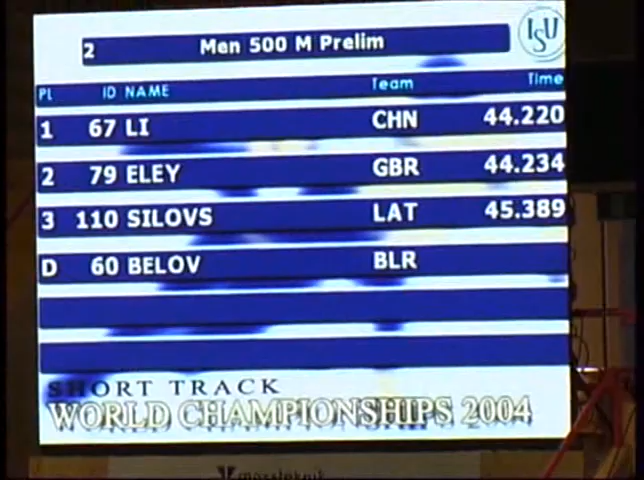 ISU
2 Men 500 M Prelim
PL ID NAME Team Time
1 67 LI CHN 44.220
2 79 ELEY GBR 44.234
3 110 SILOVS LAT 45.389
D 60 BELOV BLR
SHORT TRACK
WORLD CHAMPIONSHIPS 2004